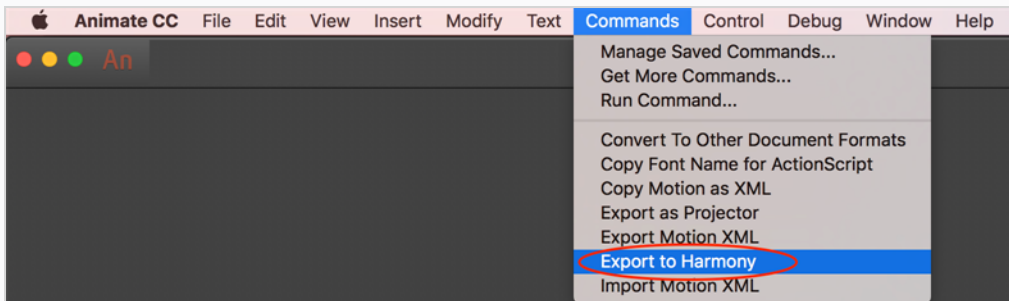 Animate CC File Edit View Insert Modify Text Commands Control Debug Window Help
An
Manage Saved Commands...
Get More Commands...
Run Command...
Convert To Other Document Formats
Copy Font Name for ActionScript
Copy Motion as XML
Export as Projector
Export Motion XML
Export to Harmony
Import Motion XML